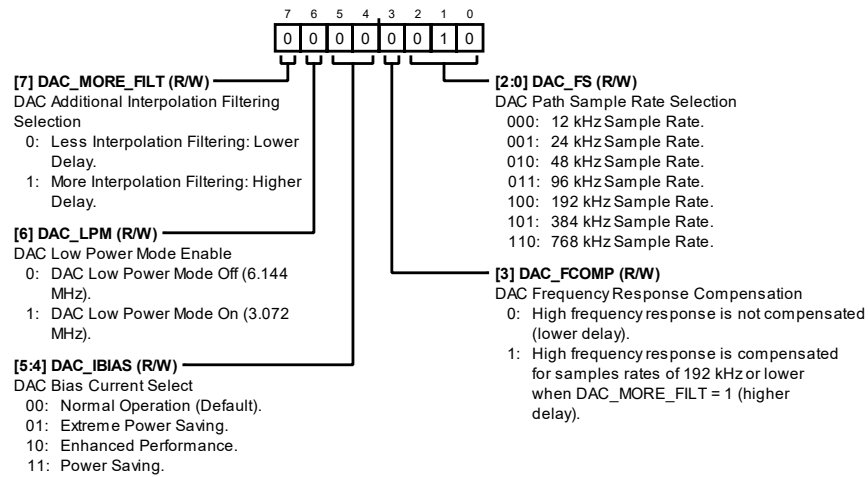 7 6 5 4 3 2 1 0
0 0 0 0 0 0 1 0
[7] DAC_MORE_FILT (R/W)
DAC Additional Interpolation Filtering
Selection
0: Less Interpolation Filtering: Lower
Delay.
1: More Interpolation Filtering: Higher
Delay.
[6] DAC_LPM (R/W)
DAC Low Power Mode Enable
0: DAC Low Power Mode Off (6.144
MHz).
1: DAC Low Power Mode On (3.072
MHz).
[5:4] DAC_IBIAS (R/W)
DAC Bias Current Select
00: Normal Operation (Default).
01: Extreme Power Saving.
10: Enhanced Performance.
11: Power Saving.
[2:0] DAC_FS (R/W)
DAC Path Sample Rate Selection
000: 12 kHz Sample Rate.
001: 24 kHz Sample Rate.
010: 48 kHz Sample Rate.
011: 96 kHz Sample Rate.
100: 192 kHz Sample Rate.
101: 384 kHz Sample Rate.
110: 768 kHz Sample Rate.
[3] DAC_FCOMP (R/W)
DAC Frequency Response Compensation
0: High frequency response is not compensated
(lower delay).
1: High frequency response is compensated
for samples rates of 192 kHz or lower
when DAC_MORE_FILT = 1 (higher
delay).